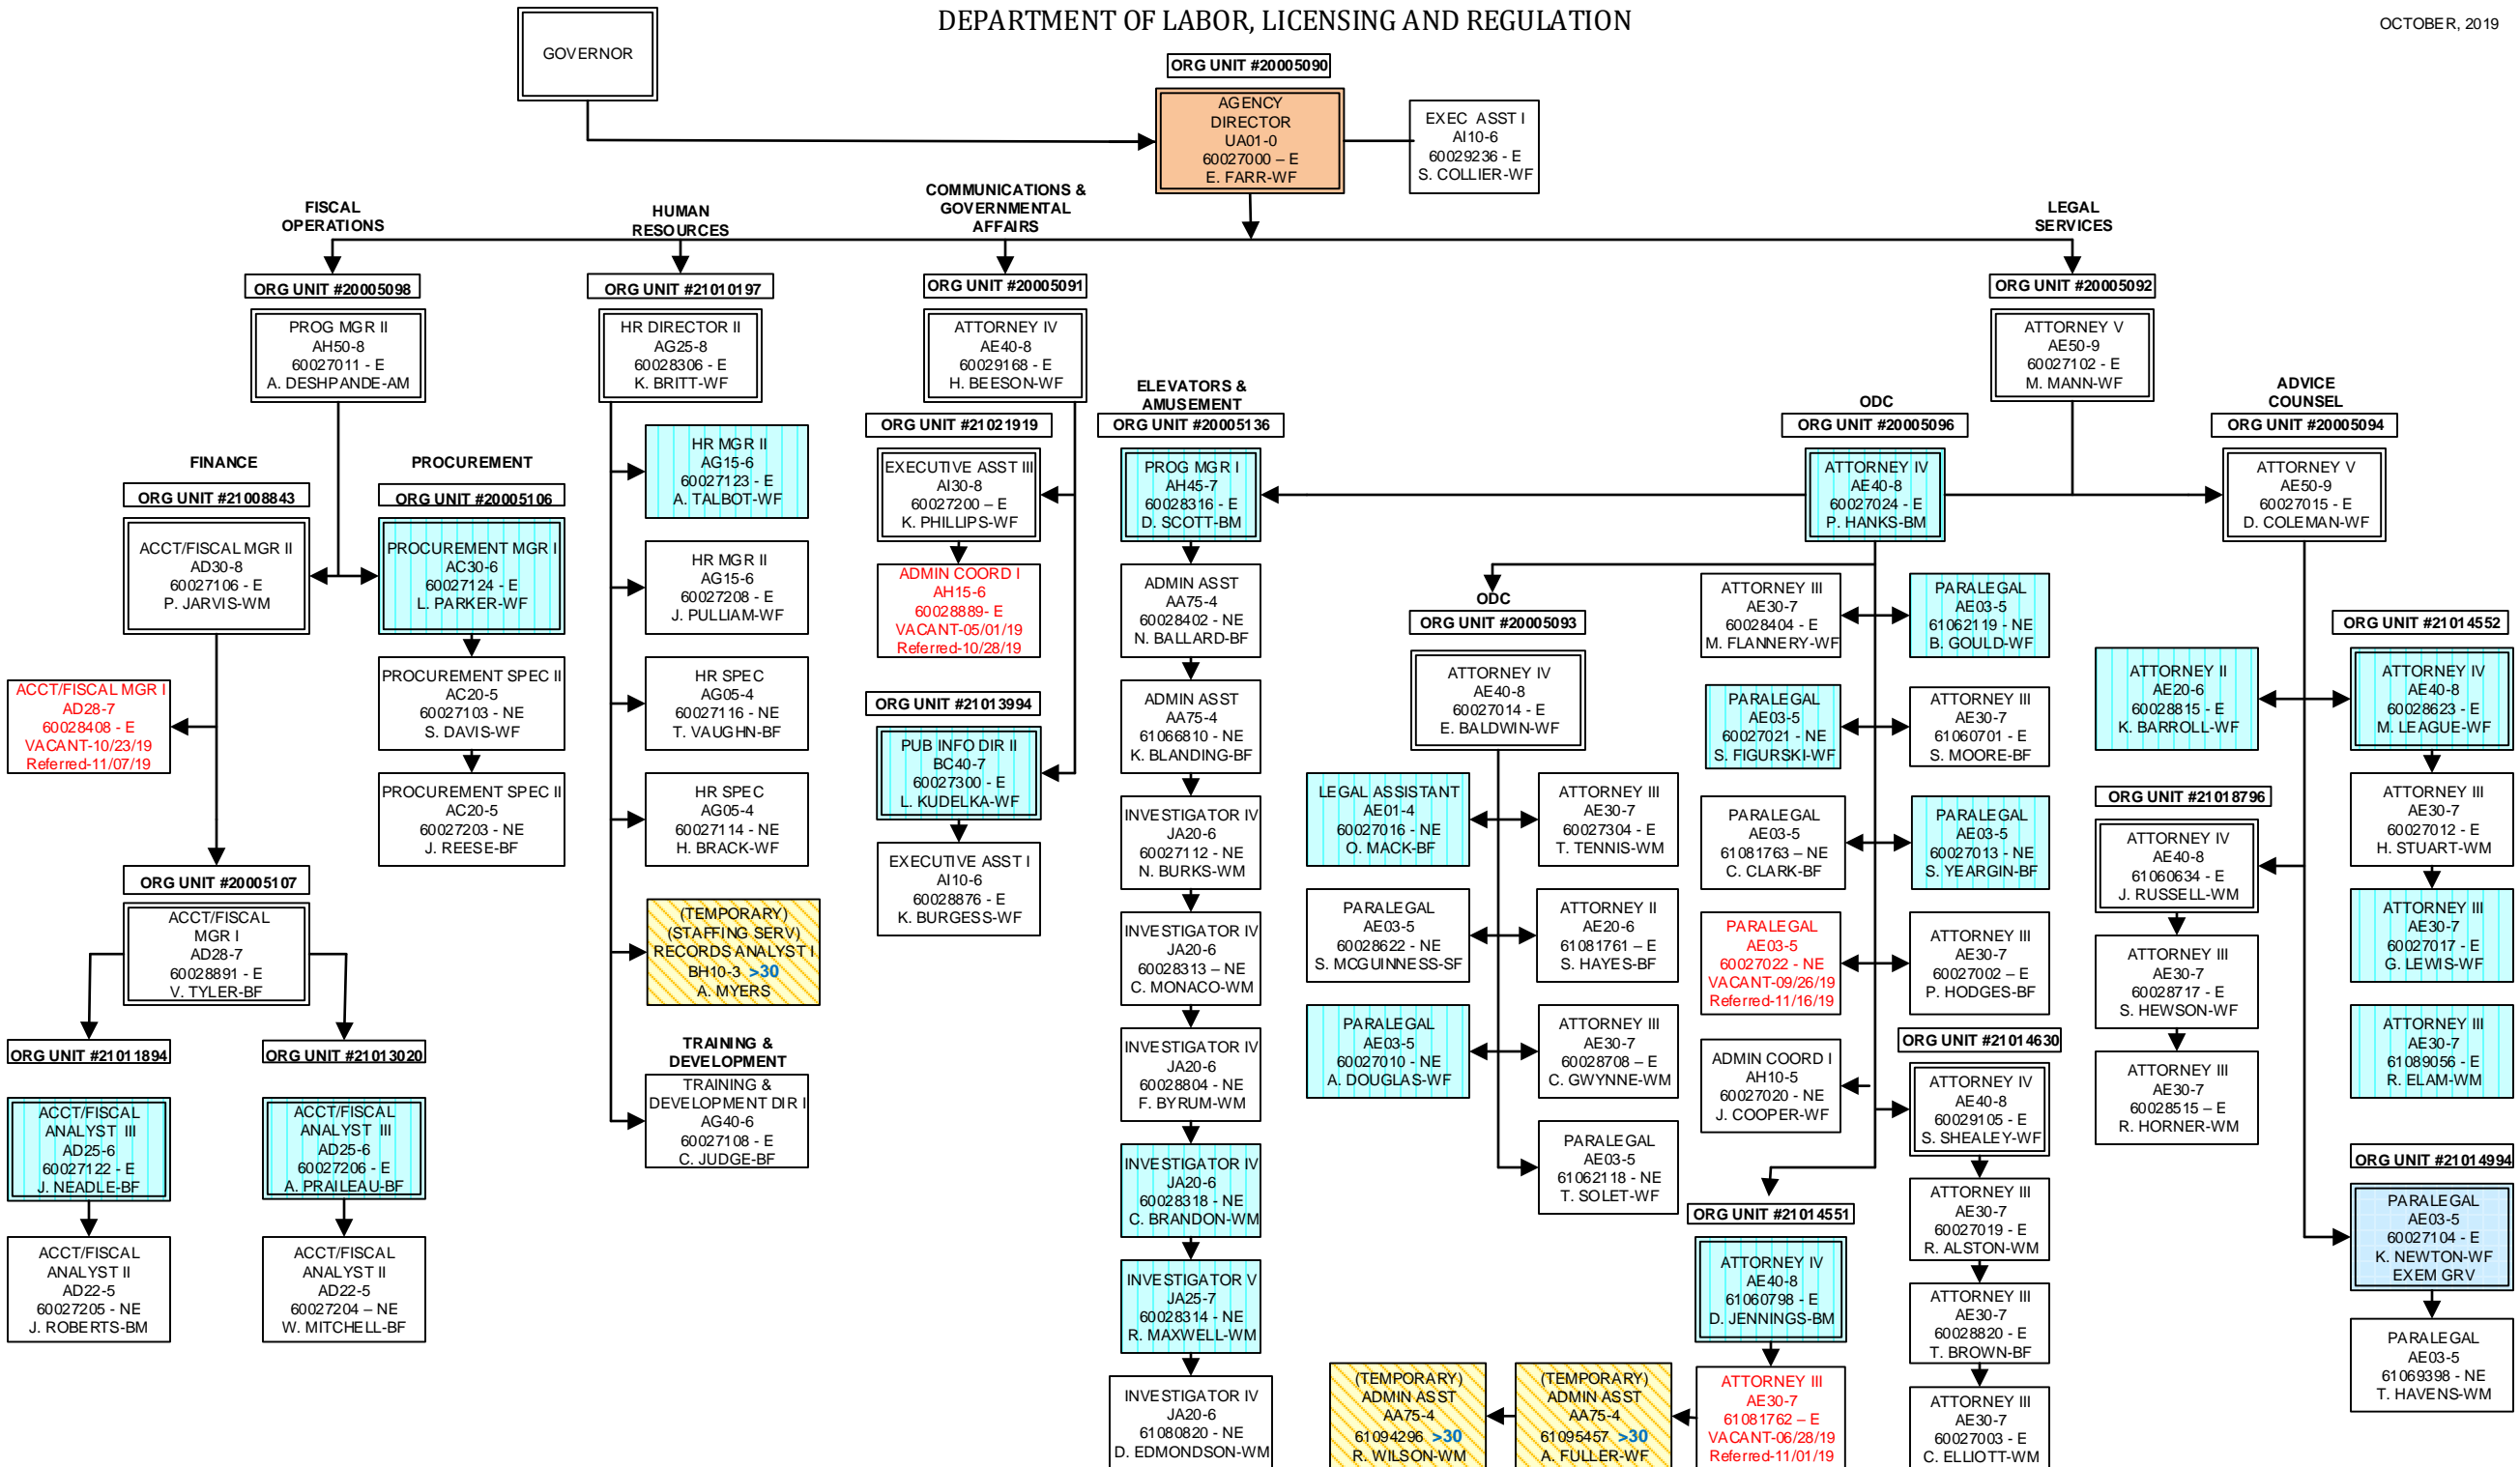 DEPARTMENT OF LABOR, LICENSING AND REGULATION
OCTOBER, 2019
GOVERNOR
ORG UNIT #20005090
AGENCY
DIRECTOR
UA01-0
60027000 – E
E. FARR-WF
EXEC ASST I
AI10-6
60029236 - E
S. COLLIER-WF
FISCAL
OPERATIONS
ORG UNIT #20005098
PROG MGR II
AH50-8
60027011 - E
A. DESHPANDE-AM
FINANCE
ORG UNIT #21008843
ACCT/FISCAL MGR II
AD30-8
60027106 - E
P. JARVIS-WM
ACCT/FISCAL MGR I
AD28-7
60028408 - E
VACANT-10/23/19
Referred-11/07/19
ORG UNIT #20005107
ACCT/FISCAL
MGR I
AD28-7
60028891 - E
V. TYLER-BF
ORG UNIT #21011894
ACCT/FISCAL
ANALYST III
AD25-6
60027122 - E
J. NEADLE-BF
ACCT/FISCAL
ANALYST II
AD22-5
60027205 - NE
J. ROBERTS-BM
ORG UNIT #21013020
ACCT/FISCAL
ANALYST III
AD25-6
60027206 - E
A. PRAILEAU-BF
ACCT/FISCAL
ANALYST II
AD22-5
60027204 – NE
W. MITCHELL-BF
PROCUREMENT
ORG UNIT #20005106
PROCUREMENT MGR I
AC30-6
60027124 - E
L. PARKER-WF
PROCUREMENT SPEC II
AC20-5
60027103 - NE
S. DAVIS-WF
PROCUREMENT SPEC II
AC20-5
60027203 - NE
J. REESE-BF
HUMAN
RESOURCES
ORG UNIT #21010197
HR DIRECTOR II
AG25-8
60028306 - E
K. BRITT-WF
HR MGR II
AG15-6
60027123 - E
A. TALBOT-WF
HR MGR II
AG15-6
60027208 - E
J. PULLIAM-WF
HR SPEC
AG05-4
60027116 - NE
T. VAUGHN-BF
HR SPEC
AG05-4
60027114 - NE
H. BRACK-WF
(TEMPORARY)
(STAFFING SERV)
RECORDS ANALYST I
BH10-3 >30
A. MYERS
TRAINING &
DEVELOPMENT
TRAINING &
DEVELOPMENT DIR I
AG40-6
60027108 - E
C. JUDGE-BF
COMMUNICATIONS &
GOVERNMENTAL
AFFAIRS
ORG UNIT #20005091
ATTORNEY IV
AE40-8
60029168 - E
H. BEESON-WF
ORG UNIT #21021919
EXECUTIVE ASST III
AI30-8
60027200 – E
K. PHILLIPS-WF
ADMIN COORD I
AH15-6
60028889- E
VACANT-05/01/19
Referred-10/28/19
ORG UNIT #21013994
PUB INFO DIR II
BC40-7
60027300 - E
L. KUDELKA-WF
EXECUTIVE ASST I
AI10-6
60028876 - E
K. BURGESS-WF
LEGAL
SERVICES
ORG UNIT #20005092
ATTORNEY V
AE50-9
60027102 - E
M. MANN-WF
ELEVATORS &
AMUSEMENT
ORG UNIT #20005136
PROG MGR I
AH45-7
60028316 - E
D. SCOTT-BM
ADMIN ASST
AA75-4
60028402 - NE
N. BALLARD-BF
ADMIN ASST
AA75-4
61066810 - NE
K. BLANDING-BF
INVESTIGATOR IV
JA20-6
60027112 - NE
N. BURKS-WM
INVESTIGATOR IV
JA20-6
60028313 – NE
C. MONACO-WM
INVESTIGATOR IV
JA20-6
60028804 - NE
F. BYRUM-WM
INVESTIGATOR IV
JA20-6
60028318 - NE
C. BRANDON-WM
INVESTIGATOR V
JA25-7
60028314 - NE
R. MAXWELL-WM
INVESTIGATOR IV
JA20-6
61080820 - NE
D. EDMONDSON-WM
ODC
ORG UNIT #20005096
ATTORNEY IV
AE40-8
60027024 - E
P. HANKS-BM
ODC
ORG UNIT #20005093
ATTORNEY IV
AE40-8
60027014 - E
E. BALDWIN-WF
LEGAL ASSISTANT
AE01-4
60027016 - NE
O. MACK-BF
ATTORNEY III
AE30-7
60027304 - E
T. TENNIS-WM
PARALEGAL
AE03-5
60028622 - NE
S. MCGUINNESS-SF
ATTORNEY II
AE20-6
61081761 – E
S. HAYES-BF
PARALEGAL
AE03-5
60027010 - NE
A. DOUGLAS-WF
ATTORNEY III
AE30-7
60028708 – E
C. GWYNNE-WM
PARALEGAL
AE03-5
61062118 - NE
T. SOLET-WF
ATTORNEY III
AE30-7
60028404 – E
M. FLANNERY-WF
PARALEGAL
AE03-5
61062119 - NE
B. GOULD-WF
PARALEGAL
AE03-5
60027021 - NE
S. FIGURSKI-WF
ATTORNEY III
AE30-7
61060701 – E
S. MOORE-BF
PARALEGAL
AE03-5
61081763 – NE
C. CLARK-BF
PARALEGAL
AE03-5
60027013 - NE
S. YEARGIN-BF
PARALEGAL
AE03-5
60027022 - NE
VACANT-09/26/19
Referred-11/16/19
ATTORNEY III
AE30-7
60027002 – E
P. HODGES-BF
ADMIN COORD I
AH10-5
60027020 - NE
J. COOPER-WF
ORG UNIT #21014630
ATTORNEY IV
AE40-8
60029105 - E
S. SHEALEY-WF
ATTORNEY III
AE30-7
60027019 - E
R. ALSTON-WM
ATTORNEY III
AE30-7
60028820 - E
T. BROWN-BF
ATTORNEY III
AE30-7
60027003 - E
C. ELLIOTT-WM
ORG UNIT #21014551
ATTORNEY IV
AE40-8
61060798 - E
D. JENNINGS-BM
ATTORNEY III
AE30-7
61081762 – E
VACANT-06/28/19
Referred-11/01/19
(TEMPORARY)
ADMIN ASST
AA75-4
61095457 >30
A. FULLER-WF
(TEMPORARY)
ADMIN ASST
AA75-4
61094296 >30
R. WILSON-WM
ADVICE
COUNSEL
ORG UNIT #20005094
ATTORNEY V
AE50-9
60027015 - E
D. COLEMAN-WF
ATTORNEY II
AE20-6
60028815 - E
K. BARROLL-WF
ORG UNIT #21014552
ATTORNEY IV
AE40-8
60028623 - E
M. LEAGUE-WF
ATTORNEY III
AE30-7
60027012 - E
H. STUART-WM
ATTORNEY III
AE30-7
60027017 - E
G. LEWIS-WF
ATTORNEY III
AE30-7
61089056 - E
R. ELAM-WM
ORG UNIT #21018796
ATTORNEY IV
AE40-8
61060634 - E
J. RUSSELL-WM
ATTORNEY III
AE30-7
60028717 - E
S. HEWSON-WF
ATTORNEY III
AE30-7
60028515 – E
R. HORNER-WM
ORG UNIT #21014994
PARALEGAL
AE03-5
60027104 - E
K. NEWTON-WF
EXEM GRV
PARALEGAL
AE03-5
61069398 - NE
T. HAVENS-WM